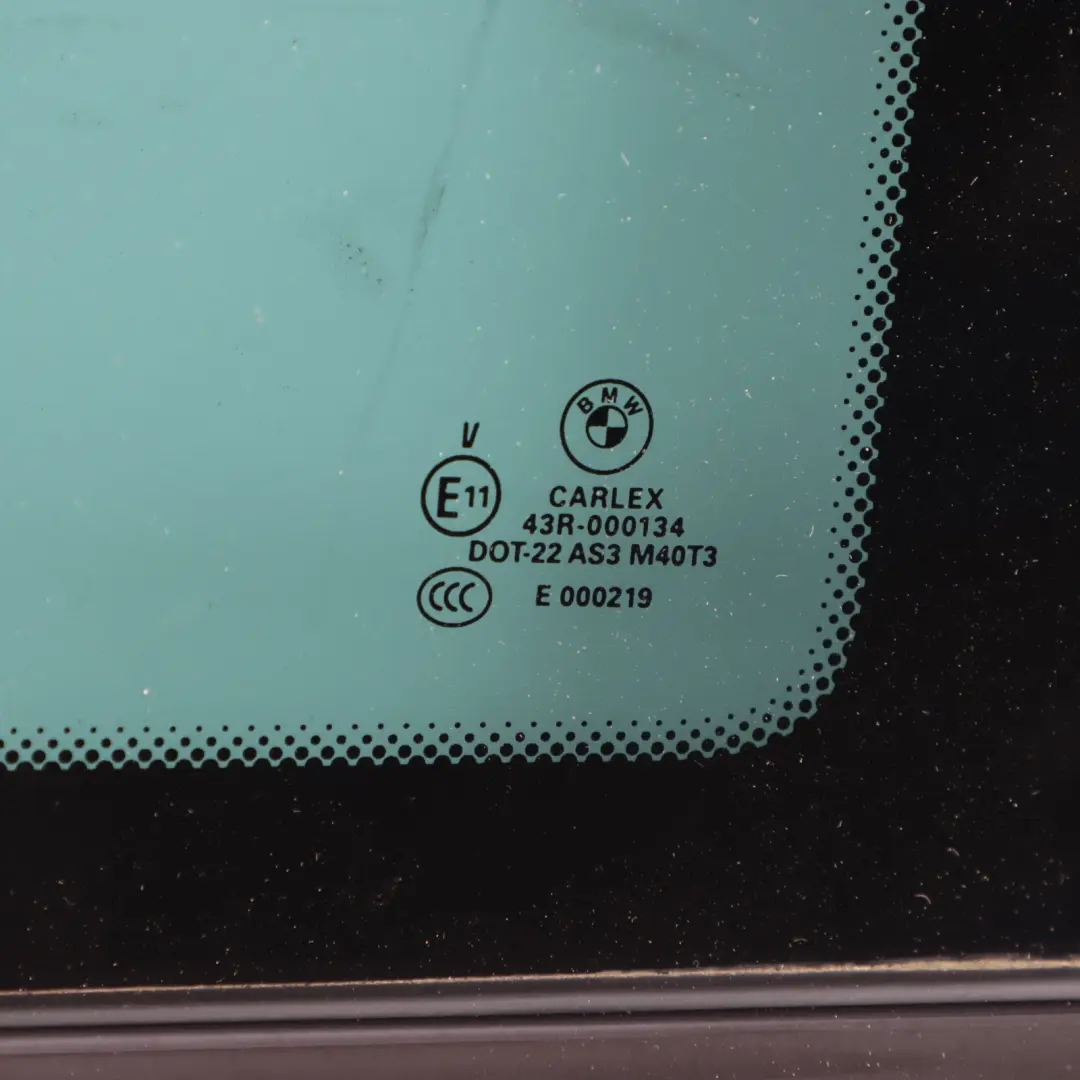 BMW
V
E11
CARLEX
43R-000134
DOT-22 AS3 M40T3
CCC
E 000219